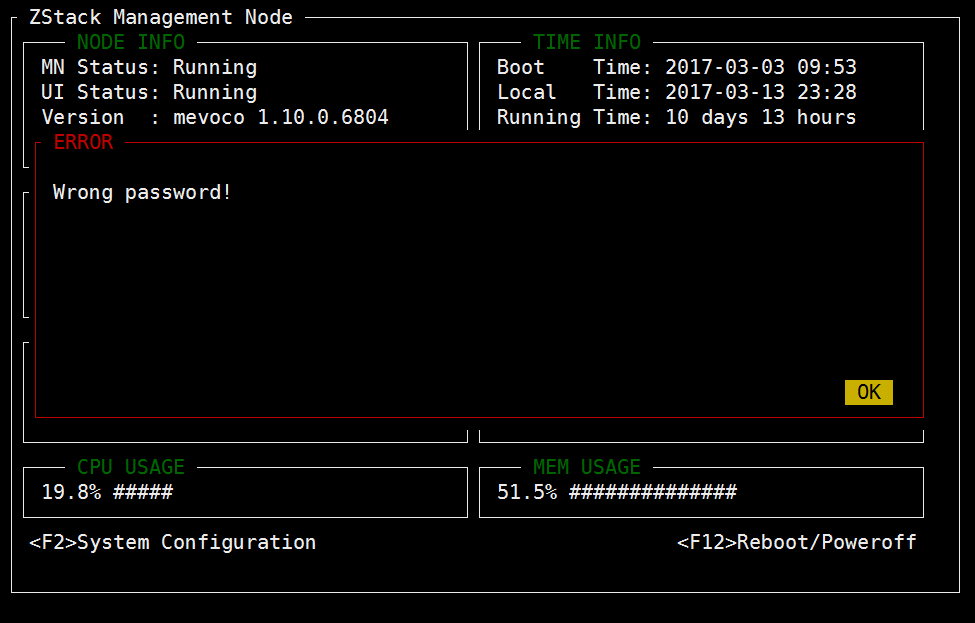 ZStack Management Node
NODE INFO
MN Status: Running
UI Status: Running
Version  : mevoco 1.10.0.6804
TIME INFO
Boot    Time: 2017-03-03 09:53
Local   Time: 2017-03-13 23:28
Running Time: 10 days 13 hours
ERROR
Wrong password!
OK
CPU USAGE
19.8% #####
MEM USAGE
51.5% ##############
<F2>System Configuration
<F12>Reboot/Poweroff